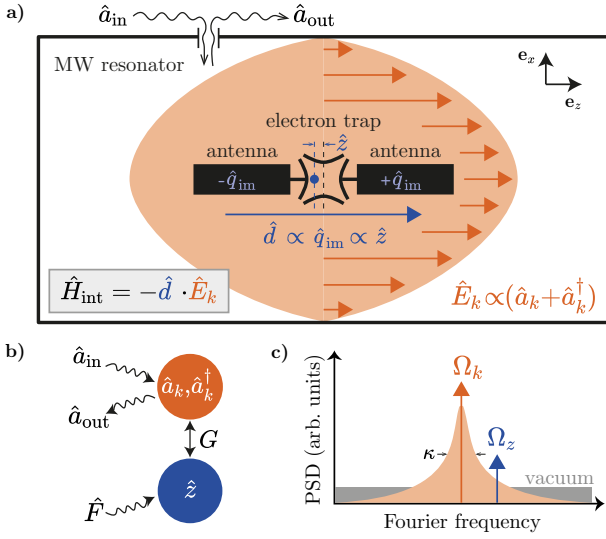 a)
â_in
â_out
MW resonator
e_x
e_z
electron trap
ẑ
antenna
antenna
-q̂_im
+q̂_im
d̂ ∝ q̂_im ∝ ẑ
Ĥ_int = -d̂ · Ê_k
Ê_k ∝ (â_k + â_k^†)
b)
â_in
â_k, â_k^†
â_out
G
ẑ
F̂
c)
PSD (arb. units)
Ω_k
Ω_z
κ
vacuum
Fourier frequency